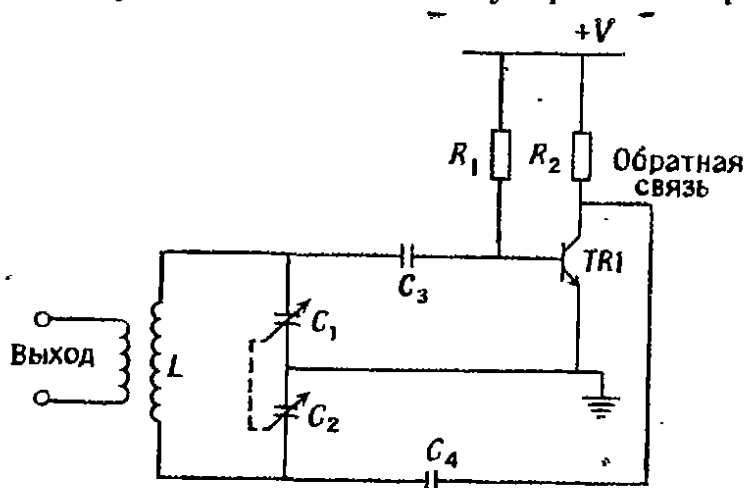 +V
R₁
R₂
Обратная
связь
TR1
C₃
C₁
Выход
L
C₂
C₄